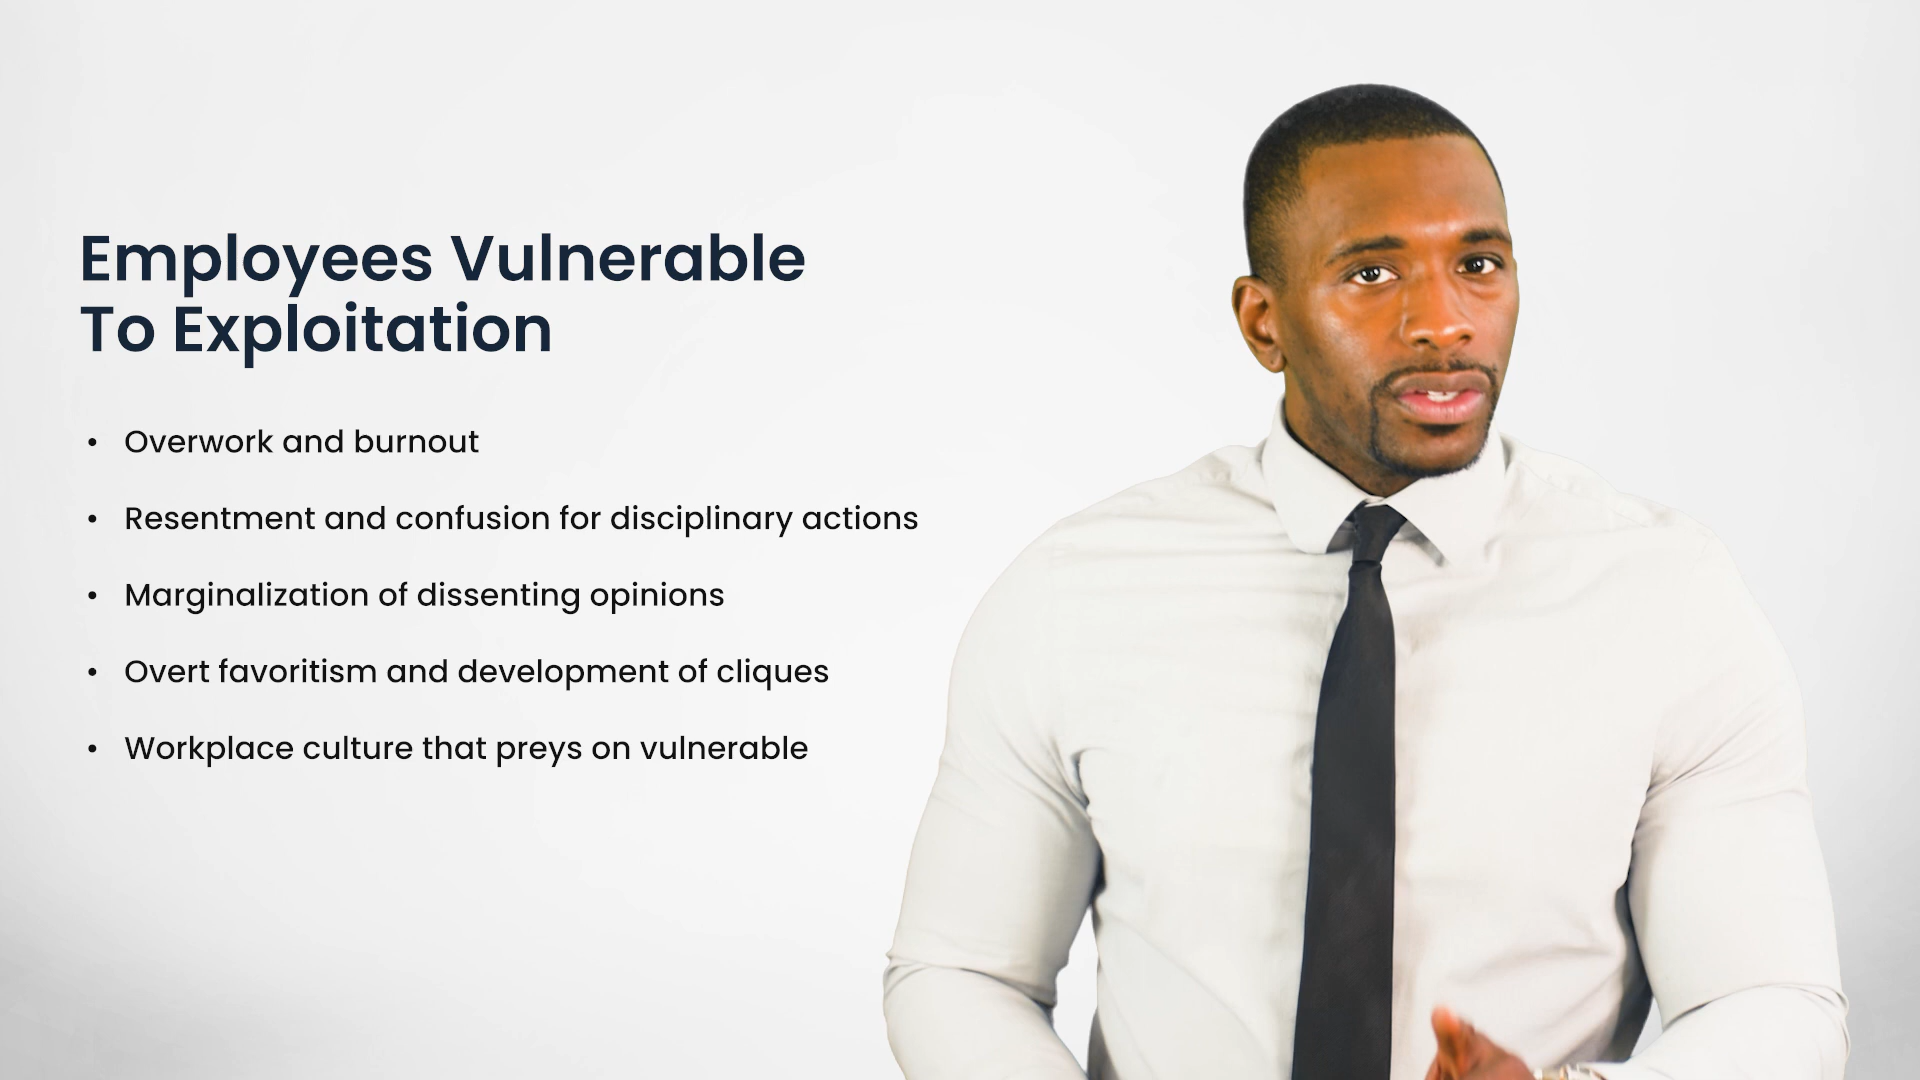 Employees Vulnerable
To Exploitation
• Overwork and burnout
• Resentment and confusion for disciplinary actions
• Marginalization of dissenting opinions
• Overt favoritism and development of cliques
• Workplace culture that preys on vulnerable